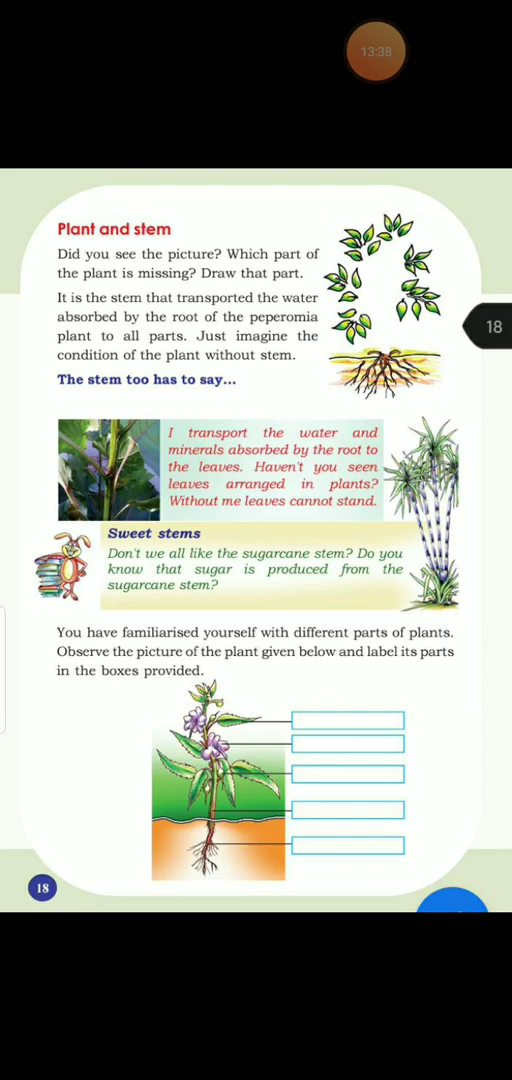 13:38
Plant and stem
Did you see the picture? Which part of
the plant is missing? Draw that part.
It is the stem that transported the water
absorbed by the root of the peperomia
plant to all parts. Just imagine the
condition of the plant without stem.
The stem too has to say...
18
I transport the water and
minerals absorbed by the root to
the leaves. Haven't you seen
leaves arranged in plants?
Without me leaves cannot stand.
Sweet stems
Don't we all like the sugarcane stem? Do you
know that sugar is produced from the
sugarcane stem?
You have familiarised yourself with different parts of plants.
Observe the picture of the plant given below and label its parts
in the boxes provided.
18